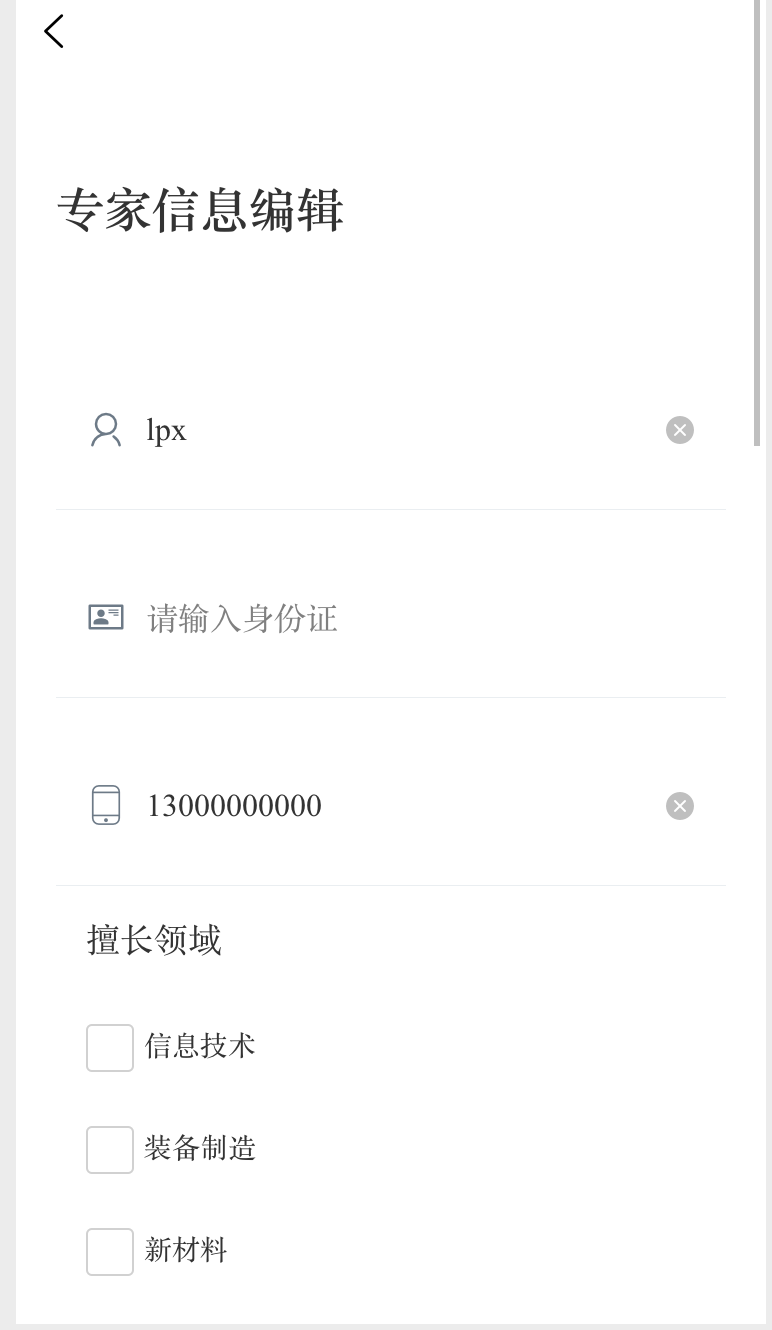 专家信息编辑
lpx
请输入身份证
13000000000
擅长领域
信息技术
装备制造
新材料